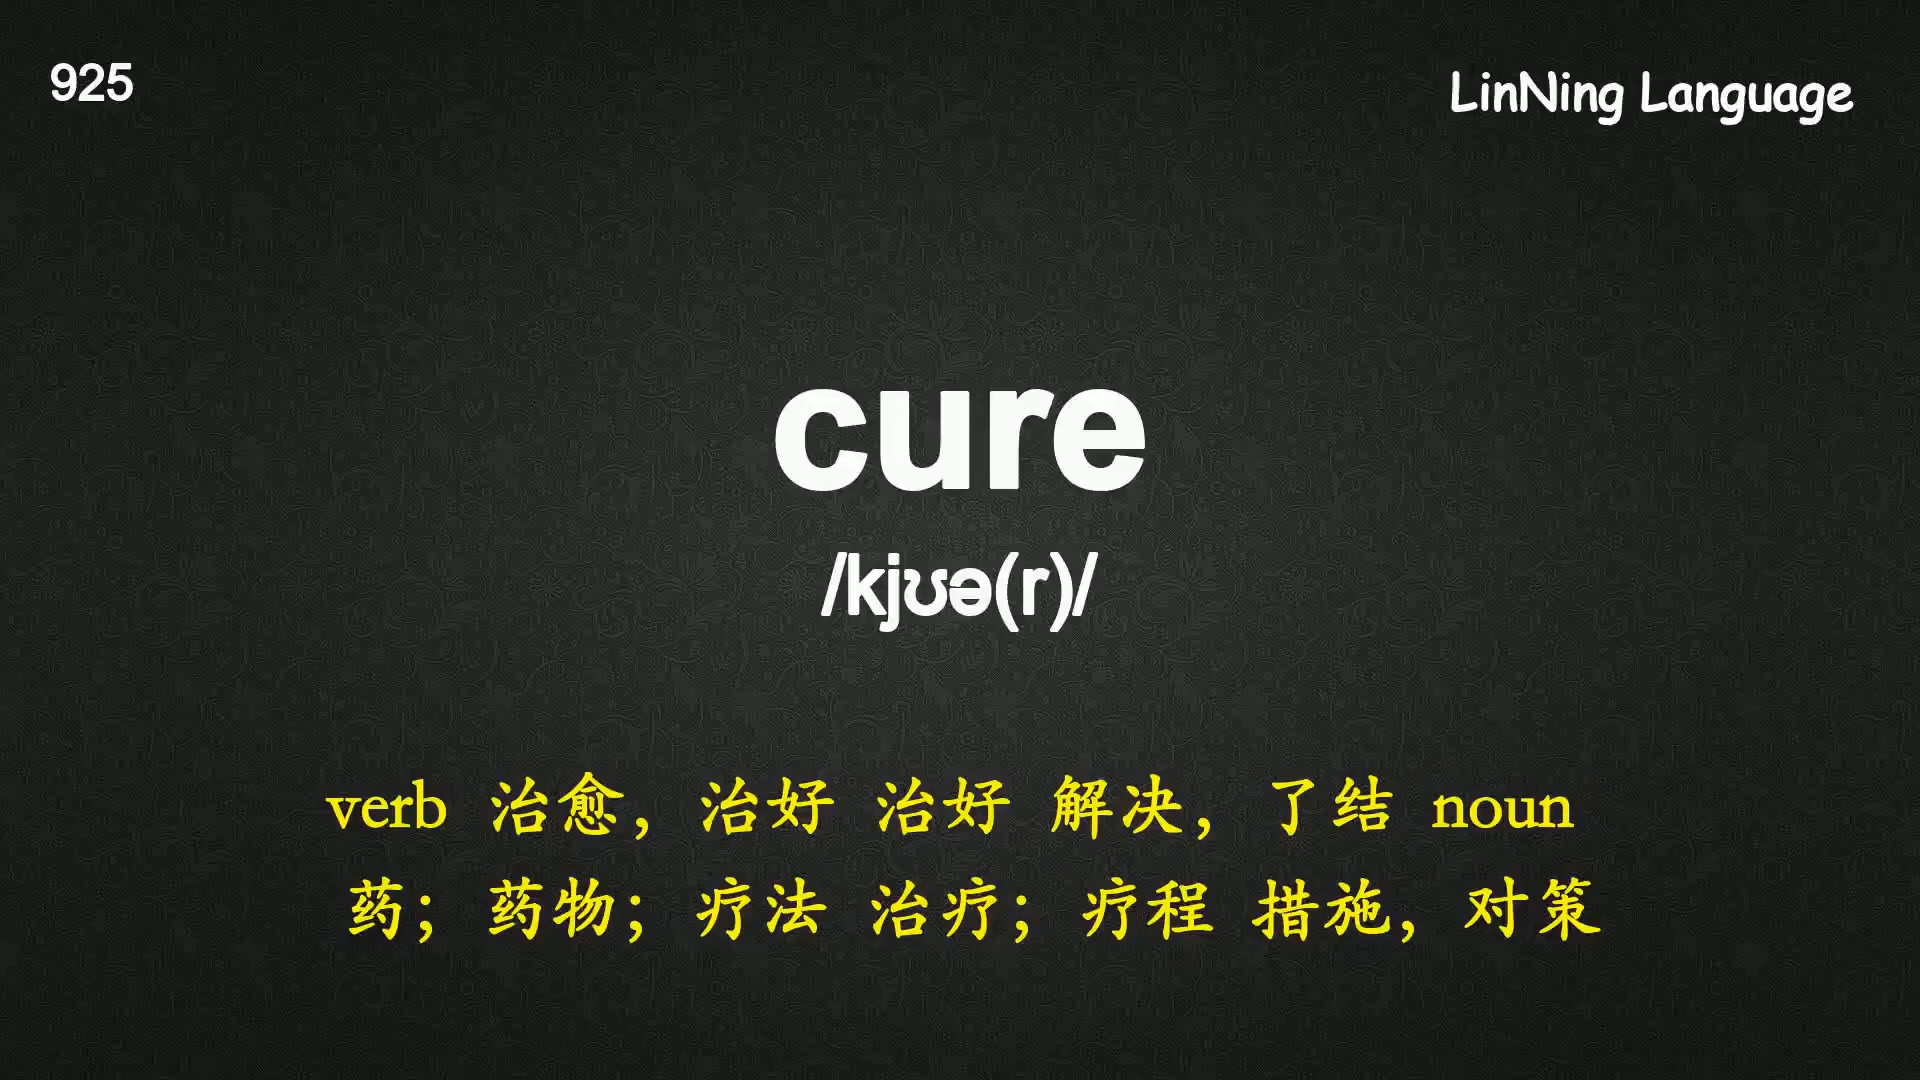 925
LinNing Language
cure
/kjʊə(r)/
verb 治愈，治好 治好 解决，了结 noun
药；药物；疗法 治疗；疗程 措施，对策